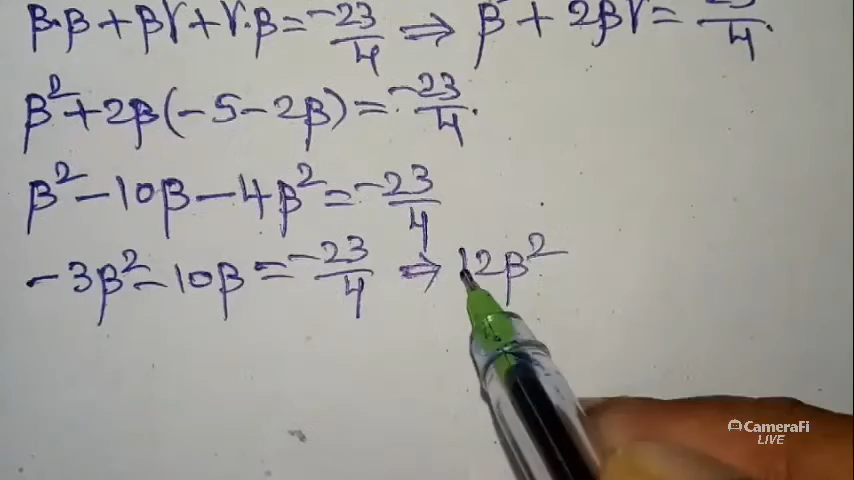 β·β + βγ + γ·β = -23/4 ⇒ β² + 2βγ = -23/4.
β² + 2β(-5 - 2β) = -23/4.
β² - 10β - 4β² = -23/4
-3β² - 10β = -23/4 ⇒ 12β²
CameraFi
LIVE